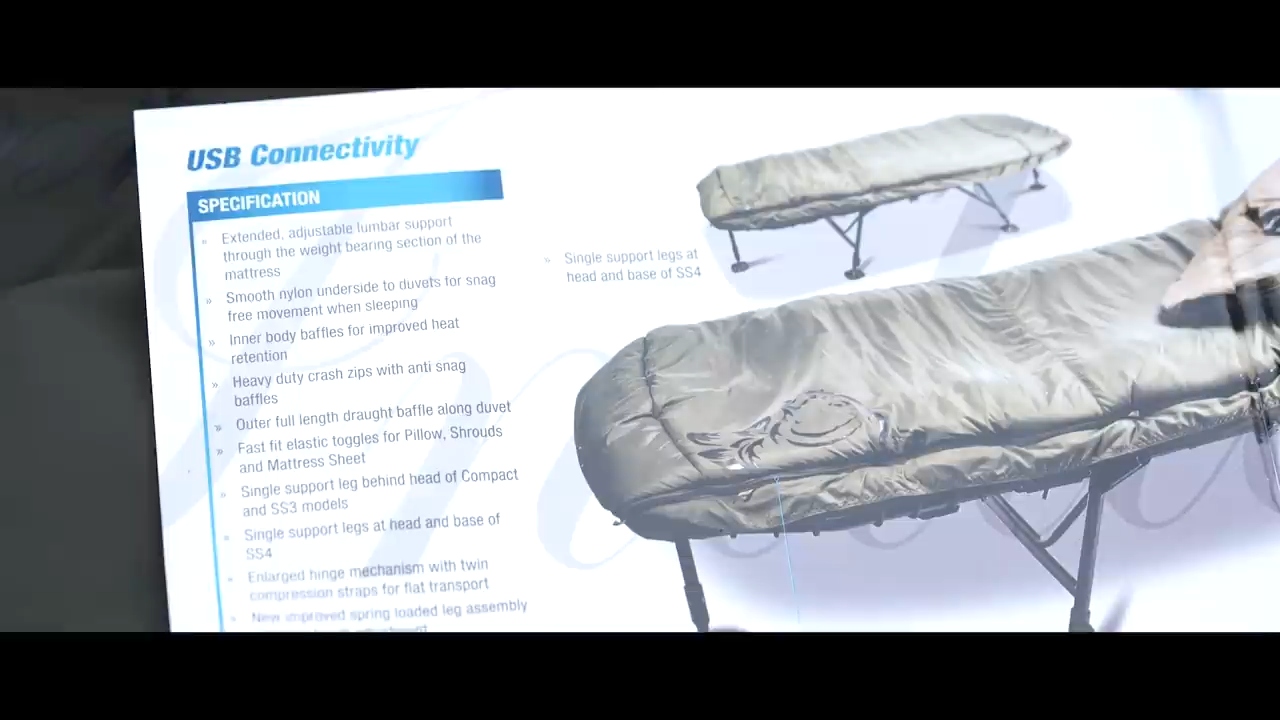 USB Connectivity
SPECIFICATION
» Extended, adjustable lumbar support
through the weight bearing section of the
mattress
» Smooth nylon underside to duvets for snag
free movement when sleeping
» Inner body baffles for improved heat
retention
» Heavy duty crash zips with anti snag
baffles
» Outer full length draught baffle along duvet
» Fast fit elastic toggles for Pillow, Shrouds
and Mattress Sheet
» Single support leg behind head of Compact
and SS3 models
» Single support legs at head and base of
SS4
» Enlarged hinge mechanism with twin
compression straps for flat transport
» New improved spring loaded leg assembly
» Single support legs at
head and base of SS4